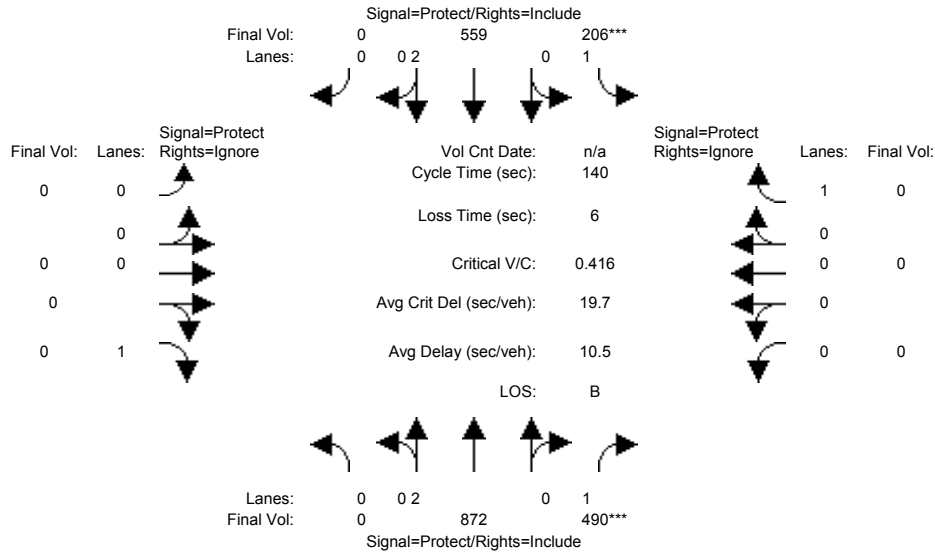 Signal=Protect/Rights=Include
Final Vol: 0 559 206***
Lanes: 0 0 2 0 1
Signal=Protect
Final Vol: Lanes: Rights=Ignore
Vol Cnt Date: n/a
Signal=Protect
Rights=Ignore Lanes: Final Vol:
Cycle Time (sec): 140
0 0
1 0
Loss Time (sec): 6
0
0
0 0
Critical V/C: 0.416
0 0
0
Avg Crit Del (sec/veh): 19.7
0
0 1
Avg Delay (sec/veh): 10.5
0 0
LOS: B
Lanes: 0 0 2 0 1
Final Vol: 0 872 490***
Signal=Protect/Rights=Include